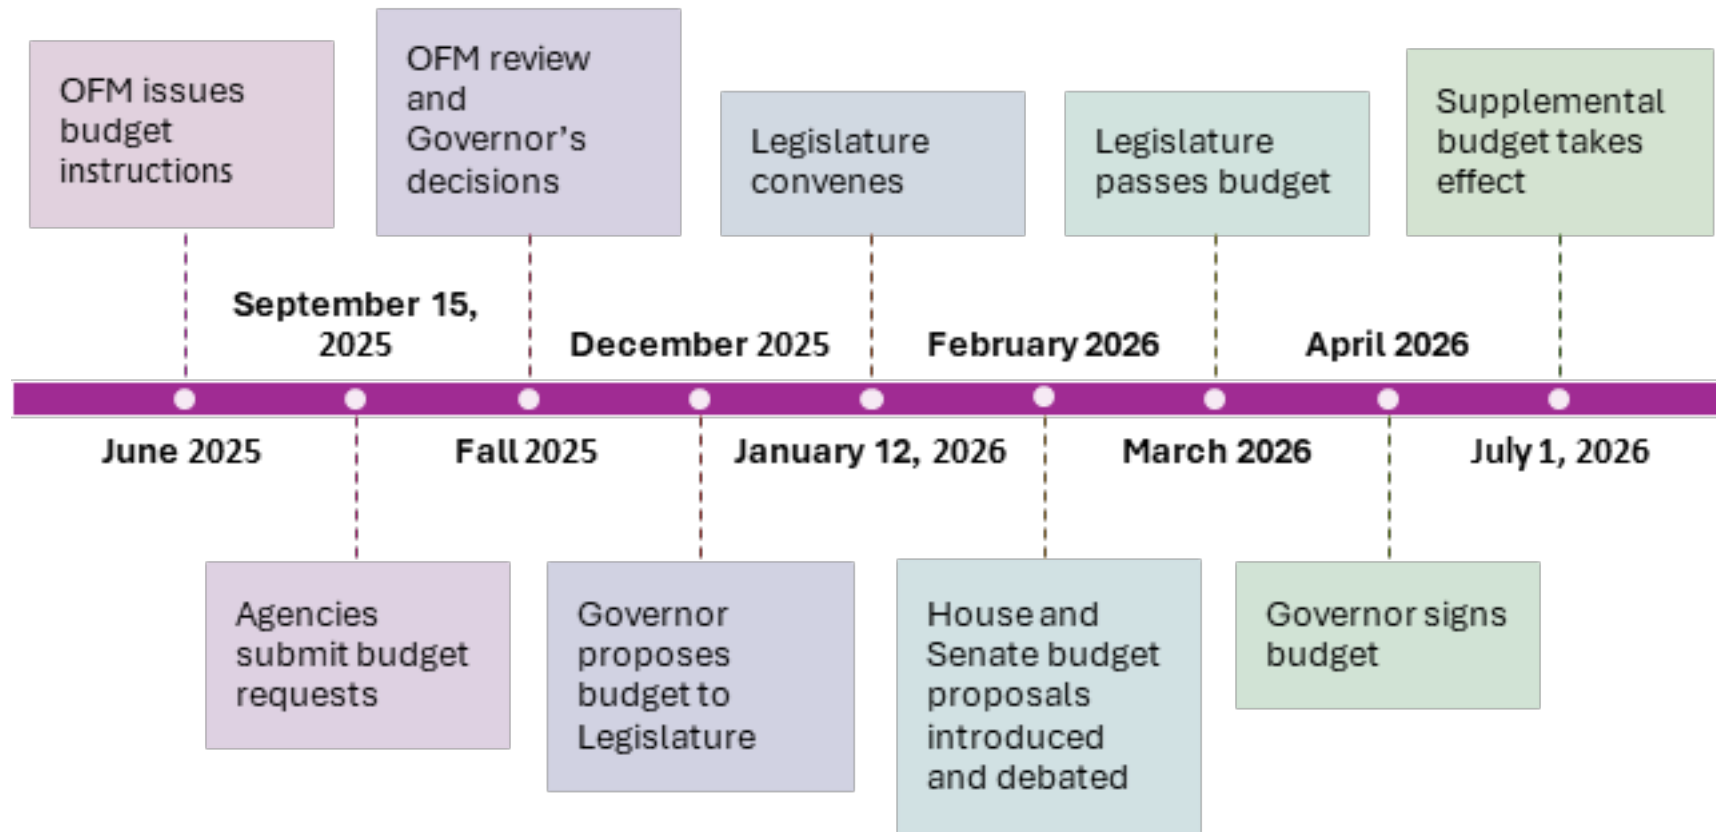 OFM issues
budget
instructions
OFM review
and
Governor’s
decisions
Legislature
convenes
Legislature
passes budget
Supplemental
budget takes
effect
September 15,
2025
December 2025
February 2026
April 2026
June 2025
Fall 2025
January 12, 2026
March 2026
July 1, 2026
Agencies
submit budget
requests
Governor
proposes
budget to
Legislature
House and
Senate budget
proposals
introduced
and debated
Governor signs
budget